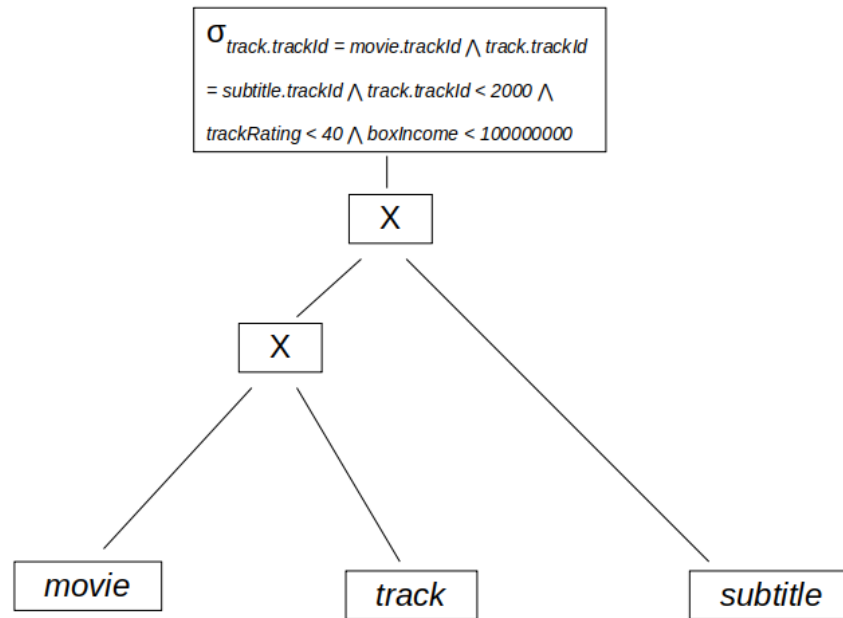 σtrack.trackId = movie.trackId ⋀ track.trackId
= subtitle.trackId ⋀ track.trackId < 2000 ⋀
trackRating < 40 ⋀ boxIncome < 100000000
X
X
movie
track
subtitle